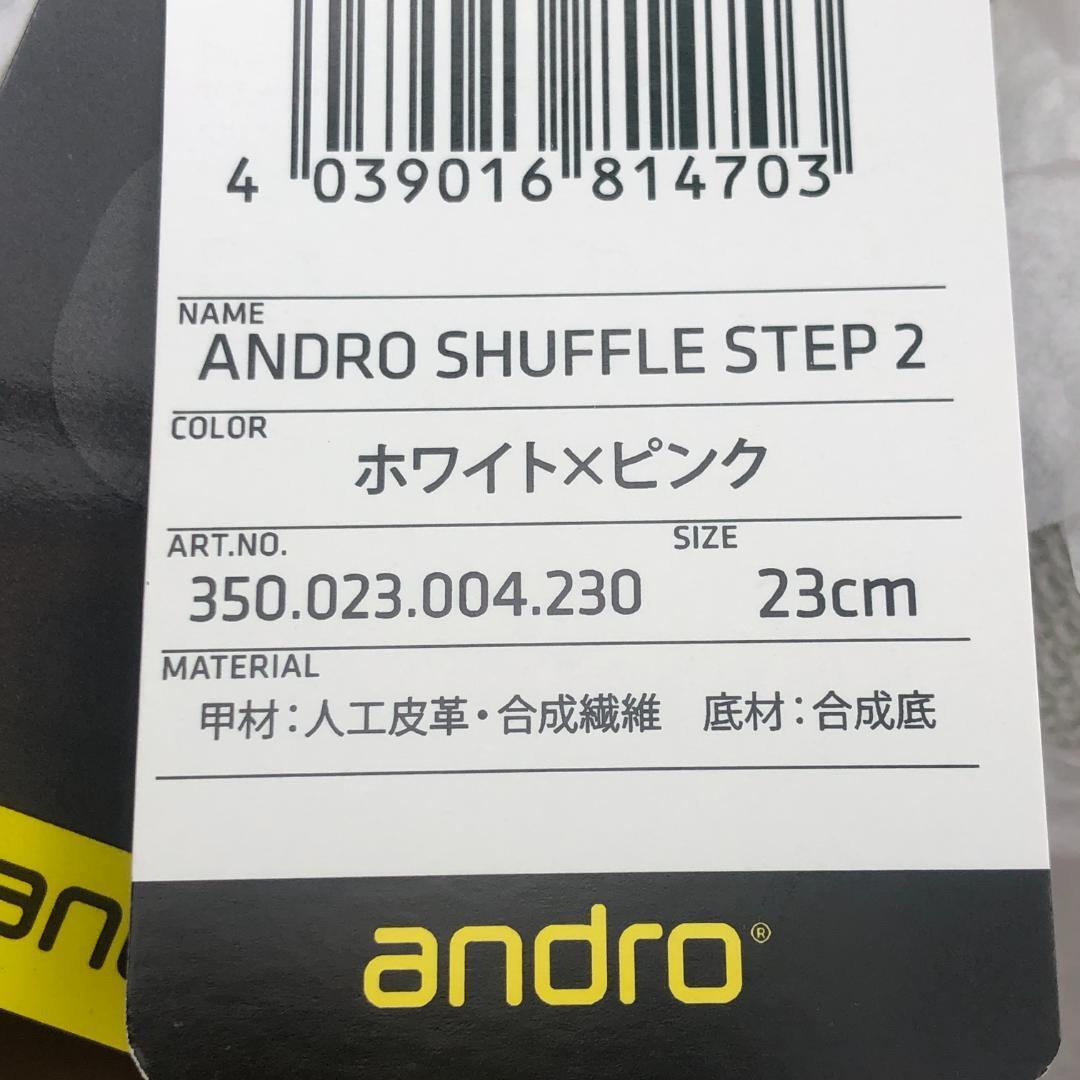 4 039016 814703
NAME
ANDRO SHUFFLE STEP 2
COLOR
ホワイト×ピンク
ART.NO.
SIZE
350.023.004.230
23cm
MATERIAL
甲材：人工皮革・合成繊維 底材：合成底
andro®
an